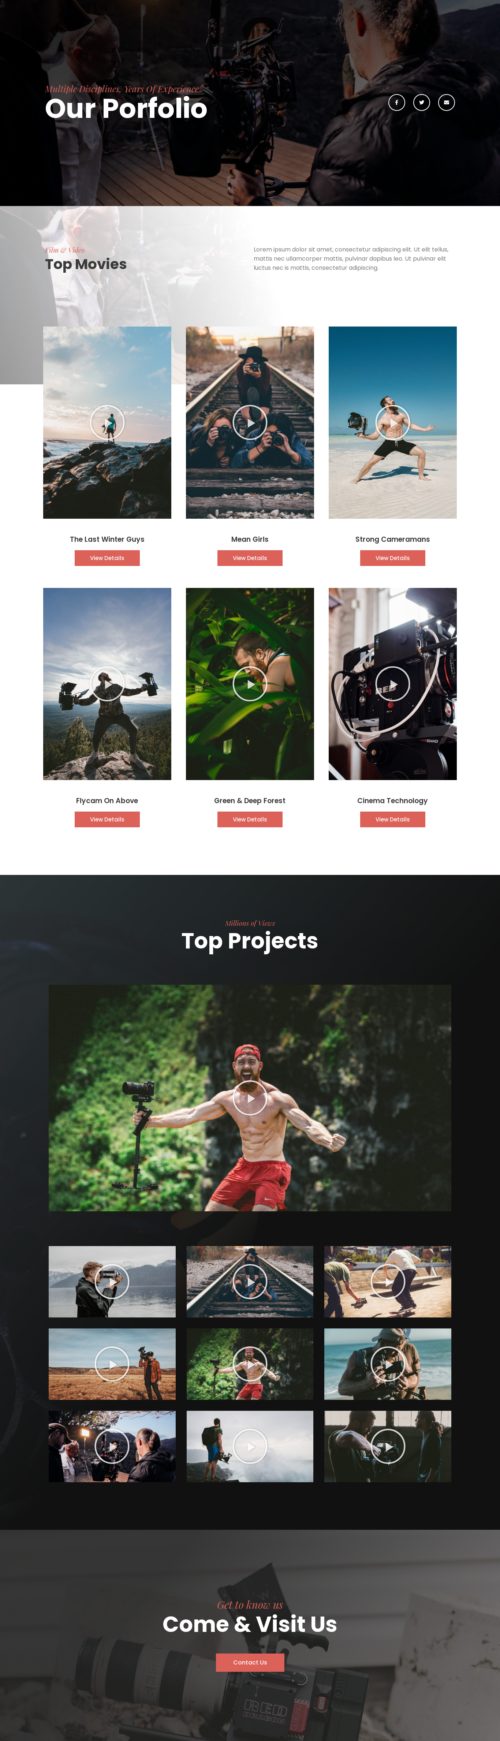 Multiple Disciplines, Years Of Experience
Our Porfolio
Film & Video
Top Movies
Lorem ipsum dolor sit amet, consectetur adipiscing elit. Ut elit tellus,
mattis nec ullamcorper mattis, pulvinar dapibus leo. Ut pulvinar elit
luctus nec is mattis, consectetur adipiscing.
The Last Winter Guys
Mean Girls
Strong Cameramans
View Details
View Details
View Details
RED
Flycam On Above
Green & Deep Forest
Cinema Technology
View Details
View Details
View Details
Millions of Views
Top Projects
Get to know us
Come & Visit Us
Contact Us
RED